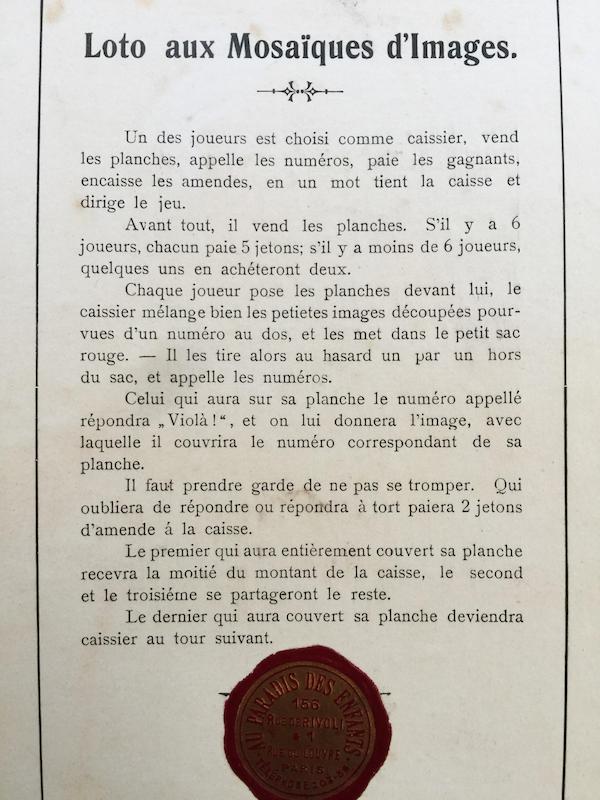 Loto aux Mosaïques d'Images.
Un des joueurs est choisi comme caissier, vend
les planches, appelle les numéros, paie les gagnants,
encaisse les amendes, en un mot tient la caisse et
dirige le jeu.
Avant tout, il vend les planches. S'il y a 6
joueurs, chacun paie 5 jetons; s'il y a moins de 6 joueurs,
quelques uns en achéteront deux.
Chaque joueur pose les planches devant lui, le
caissier mélange bien les petietes images découpées pour-
vues d'un numéro au dos, et les met dans le petit sac
rouge. — Il les tire alors au hasard un par un hors
du sac, et appelle les numéros.
Celui qui aura sur sa planche le numéro appellé
répondra „Violà!“, et on lui donnera l'image, avec
laquelle il couvrira le numéro correspondant de sa
planche.
Il faut prendre garde de ne pas se tromper. Qui
oubliera de répondre ou répondra à tort paiera 2 jetons
d'amende á la caisse.
Le premier qui aura entièrement couvert sa planche
recevra la moitié du montant de la caisse, le second
et le troisiéme se partageront le reste.
Le dernier qui aura couvert sa planche deviendra
caissier au tour suivant.
AU PARADIS DES ENFANTS
156
RUE DE RIVOLI
1
RUE DU LOUVRE
PARIS